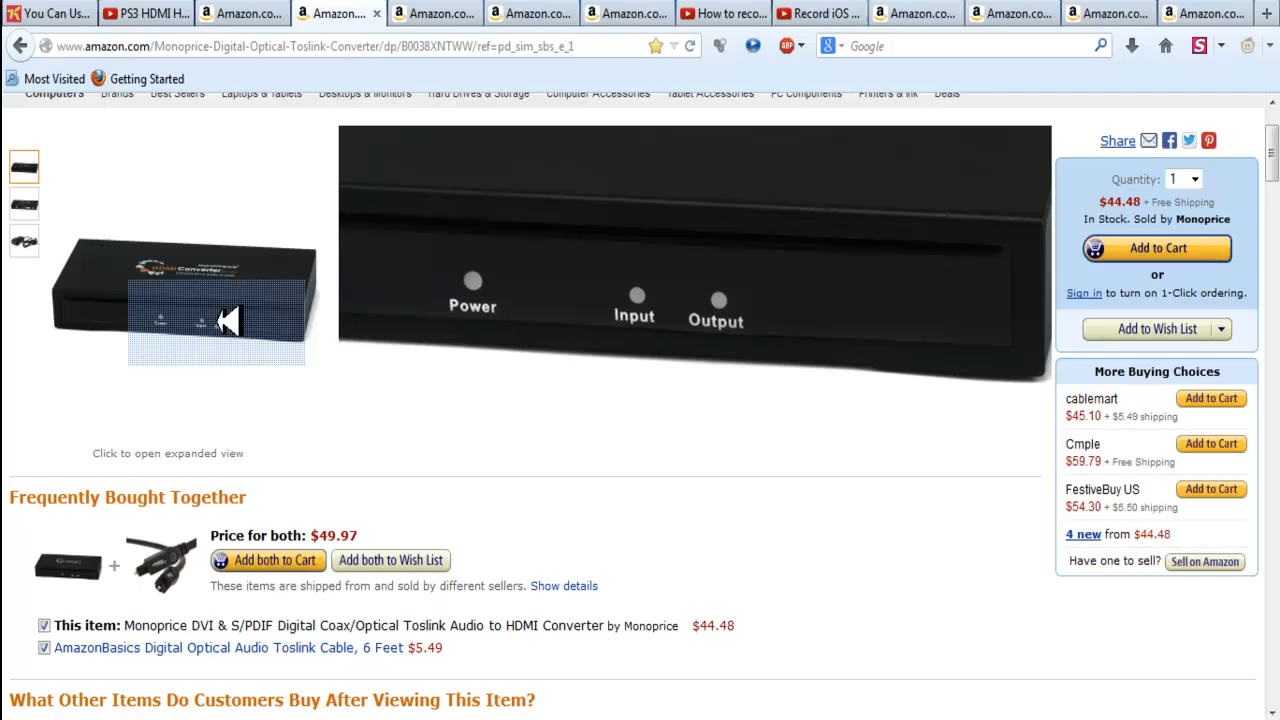 You Can Us...
PS3 HDMI H...
Amazon.co...
Amazon....
Amazon.co...
Amazon.co...
Amazon.co...
How to reco...
Record iOS ...
Amazon.co...
Amazon.co...
Amazon.co...
Amazon.co...
www.amazon.com/Monoprice-Digital-Optical-Toslink-Converter/dp/B0038XNTWW/ref=pd_sim_sbs_e_1
Google
Most Visited
Getting Started
Computers Brands Best Sellers Laptops & Tablets Desktops & Monitors Hard Drives & Storage Computer Accessories Tablet Accessories PC Components Printers & Ink Deals
HDMI Converter
Power
Input
Power
Input
Output
Click to open expanded view
Share
Quantity: 1
$44.48 + Free Shipping
In Stock. Sold by Monoprice
Add to Cart
or
Sign in to turn on 1-Click ordering.
Add to Wish List
More Buying Choices
cablemart
Add to Cart
$45.10 + $5.49 shipping
Cmple
Add to Cart
$59.79 + Free Shipping
FestiveBuy US
Add to Cart
$54.30 + $5.50 shipping
4 new from $44.48
Have one to sell? Sell on Amazon
Frequently Bought Together
Price for both: $49.97
Add both to Cart
Add both to Wish List
These items are shipped from and sold by different sellers. Show details
This item: Monoprice DVI & S/PDIF Digital Coax/Optical Toslink Audio to HDMI Converter by Monoprice $44.48
AmazonBasics Digital Optical Audio Toslink Cable, 6 Feet $5.49
What Other Items Do Customers Buy After Viewing This Item?